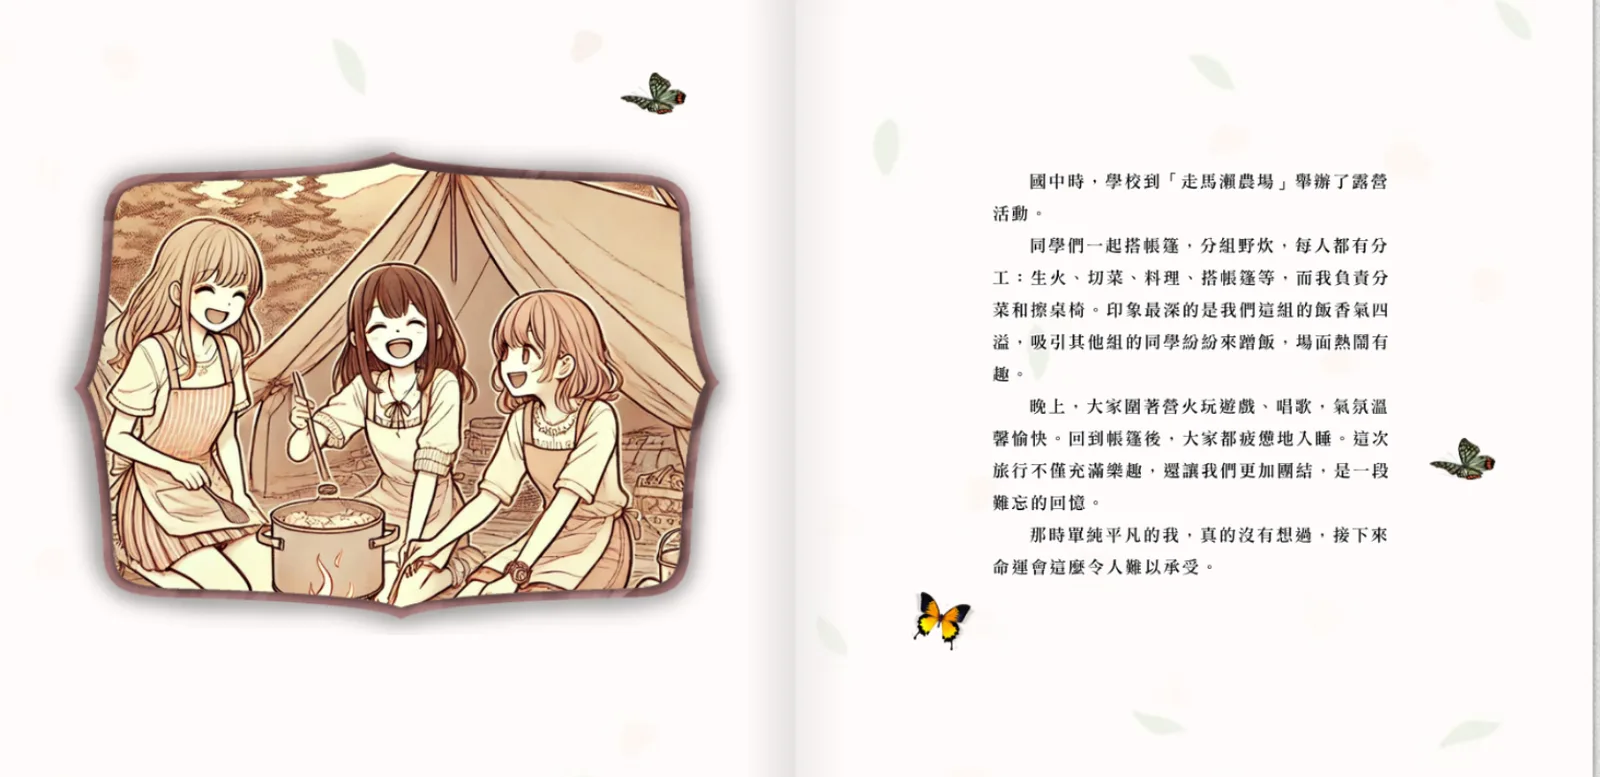 國中時，學校到「走馬瀨農場」舉辦了露營
活動。
同學們一起搭帳篷，分組野炊，每人都有分
工：生火、切菜、料理、搭帳篷等，而我負責分
菜和擦桌椅。印象最深的是我們這組的飯香氣四
溢，吸引其他組的同學紛紛來蹭飯，場面熱鬧有
趣。
晚上，大家圍著營火玩遊戲、唱歌，氣氛溫
馨愉快。回到帳篷後，大家都疲憊地入睡。這次
旅行不僅充滿樂趣，還讓我們更加團結，是一段
難忘的回憶。
那時單純平凡的我，真的沒有想過，接下來
命運會這麼令人難以承受。